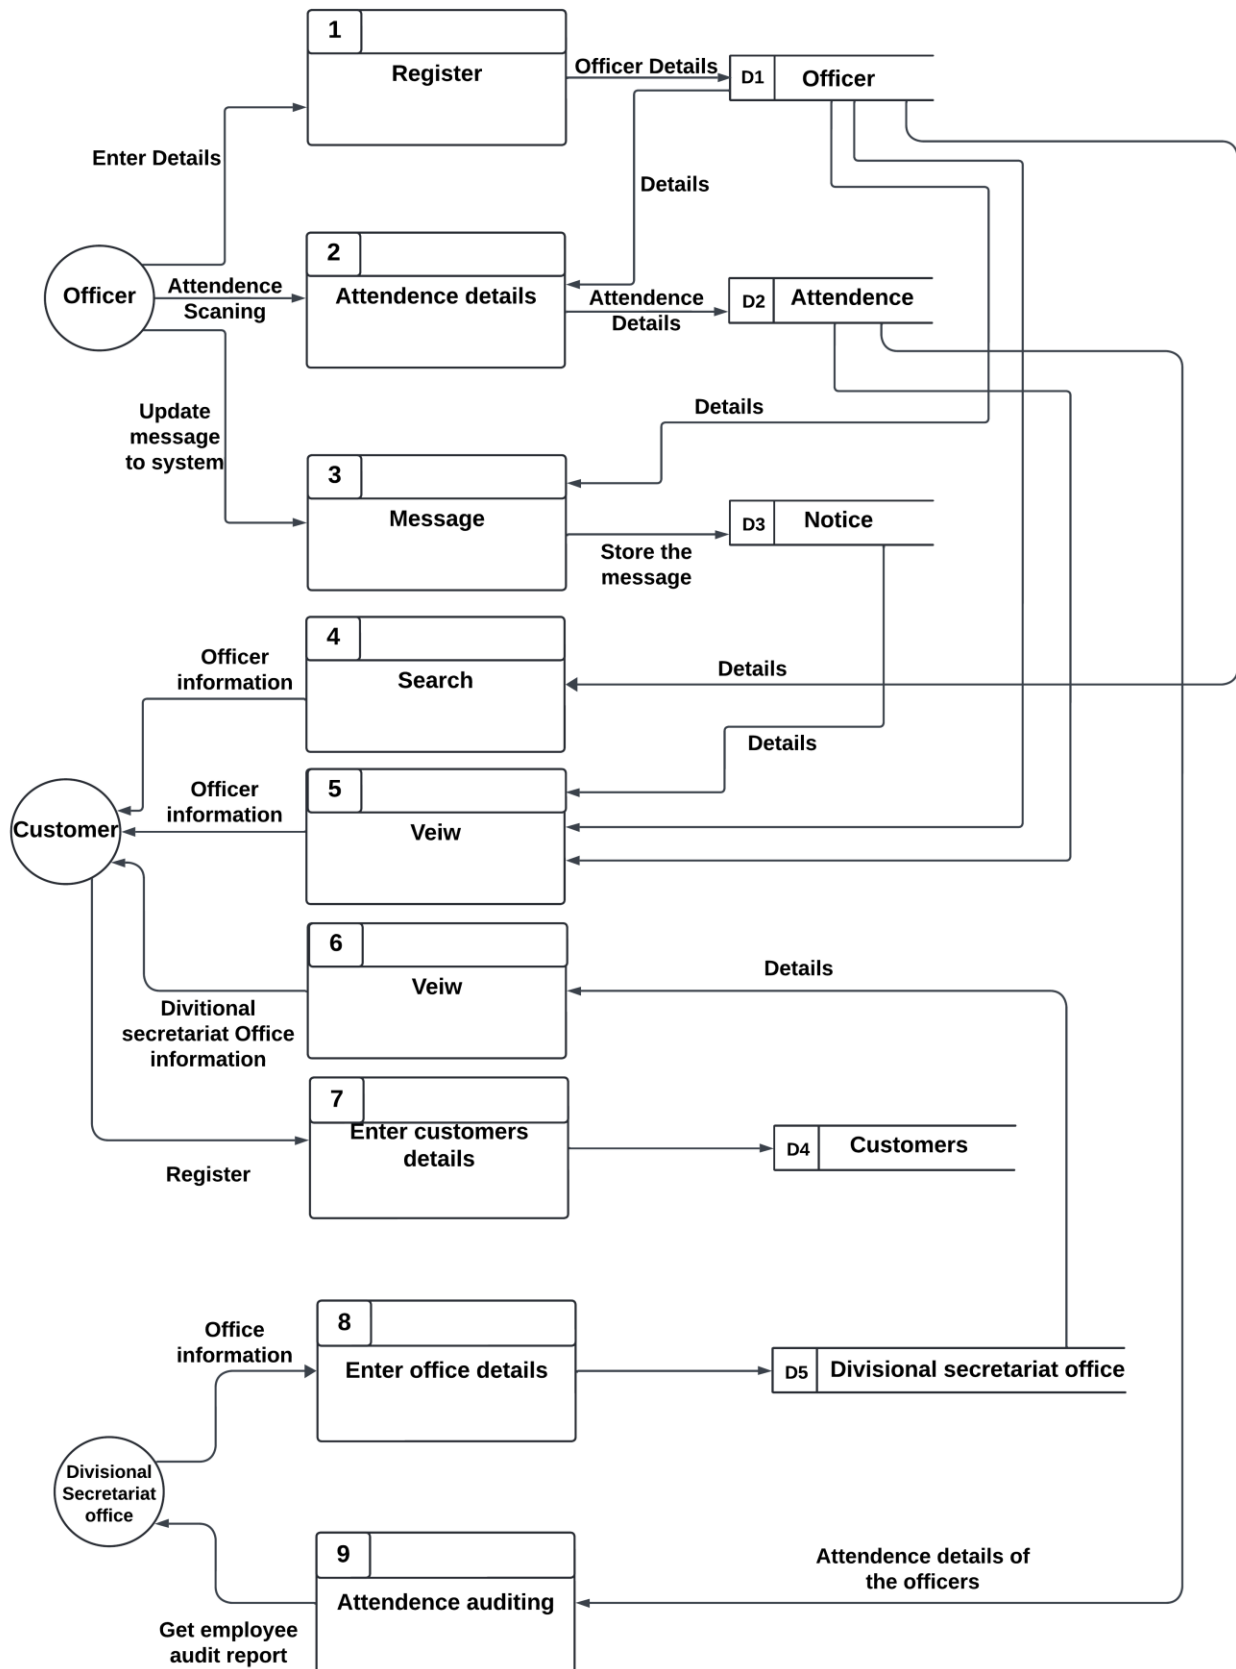 1
Register
Officer Details
D1
Officer
Enter Details
Details
2
Attendence details
Officer
Attendence
Scaning
Attendence
Details
D2
Attendence
Update
message
to system
Details
3
Message
D3
Notice
Store the
message
4
Search
Officer
information
Details
Details
5
Veiw
Officer
information
Customer
6
Veiw
Details
Divitional
secretariat Office
information
7
Enter customers
details
D4
Customers
Register
8
Enter office details
Office
information
D5
Divisional secretariat office
Divisional
Secretariat
office
9
Attendence auditing
Attendence details of
the officers
Get employee
audit report